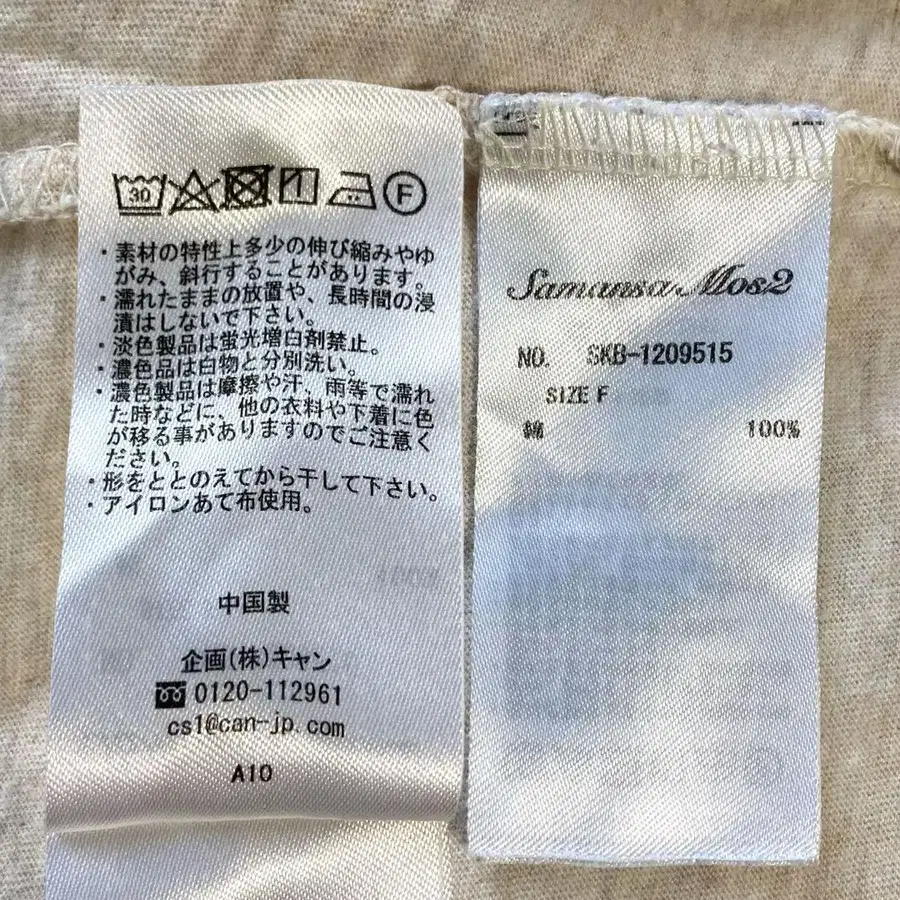 30
F
・素材の特性上多少の伸び縮みやゆ
がみ、斜行することがあります。
・濡れたままの放置や、長時間の浸
漬はしないで下さい。
・淡色製品は蛍光増白剤禁止。
・濃色品は白物と分別洗い。
・濃色製品は摩擦や汗、雨等で濡れ
た時などに、他の衣料や下着に色
が移る事がありますのでご注意く
ださい。
・形をととのえてから干して下さい。
・アイロンあて布使用。
中国製
企画(株)キャン
0120-112961
cs1@can-jp.com
A10
Samansa Mos2
NO. SKB-1209515
SIZE F
綿 100%